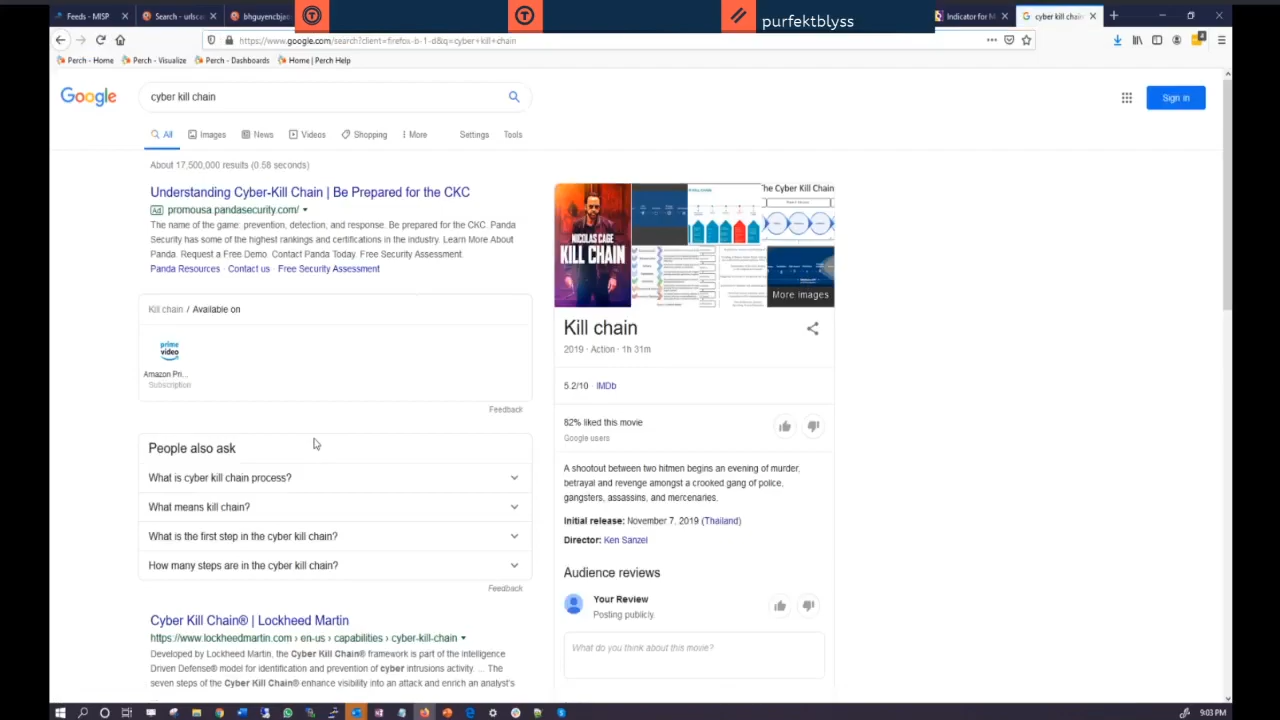 Feeds - MISP
Search - urlsca
bhguyencbjac
purfektblyss
Indicator for M
cyber kill chain
https://www.google.com/search?client=firefox-b-1-d&q=cyber+kill+chain
Perch - Home
Perch - Visualize
Perch - Dashboards
Home | Perch Help
Google
cyber kill chain
Sign in
All
Images
News
Videos
Shopping
More
Settings
Tools
About 17,500,000 results (0.58 seconds)
Understanding Cyber-Kill Chain | Be Prepared for the CKC
Ad promousa.pandasecurity.com/
The name of the game: prevention, detection, and response. Be prepared for the CKC. Panda
Security has some of the highest rankings and certifications in the industry. Learn More About
Panda. Request a Free Demo. Contact Panda Today. Free Security Assessment
Panda Resources Contact us Free Security Assessment
Kill chain / Available on
prime video
Amazon Pri...
Subscription
Feedback
People also ask
What is cyber kill chain process?
What means kill chain?
What is the first step in the cyber kill chain?
How many steps are in the cyber kill chain?
Feedback
Cyber Kill Chain® | Lockheed Martin
https://www.lockheedmartin.com › en-us › capabilities › cyber-kill-chain
Developed by Lockheed Martin, the Cyber Kill Chain® framework is part of the Intelligence
Driven Defense® model for identification and prevention of cyber intrusions activity. ... The
seven steps of the Cyber Kill Chain® enhance visibility into an attack and enrich an analyst's
NICOLAS CAGE
KILL CHAIN
The Cyber Kill Chain
More images
Kill chain
2019 · Action · 1h 31m
5.2/10 · IMDb
82% liked this movie
Google users
A shootout between two hitmen begins an evening of murder,
betrayal and revenge amongst a crooked gang of police,
gangsters, assassins, and mercenaries.
Initial release: November 7, 2019 (Thailand)
Director: Ken Sanzel
Audience reviews
Your Review
Posting publicly
What do you think about this movie?
9:03 PM